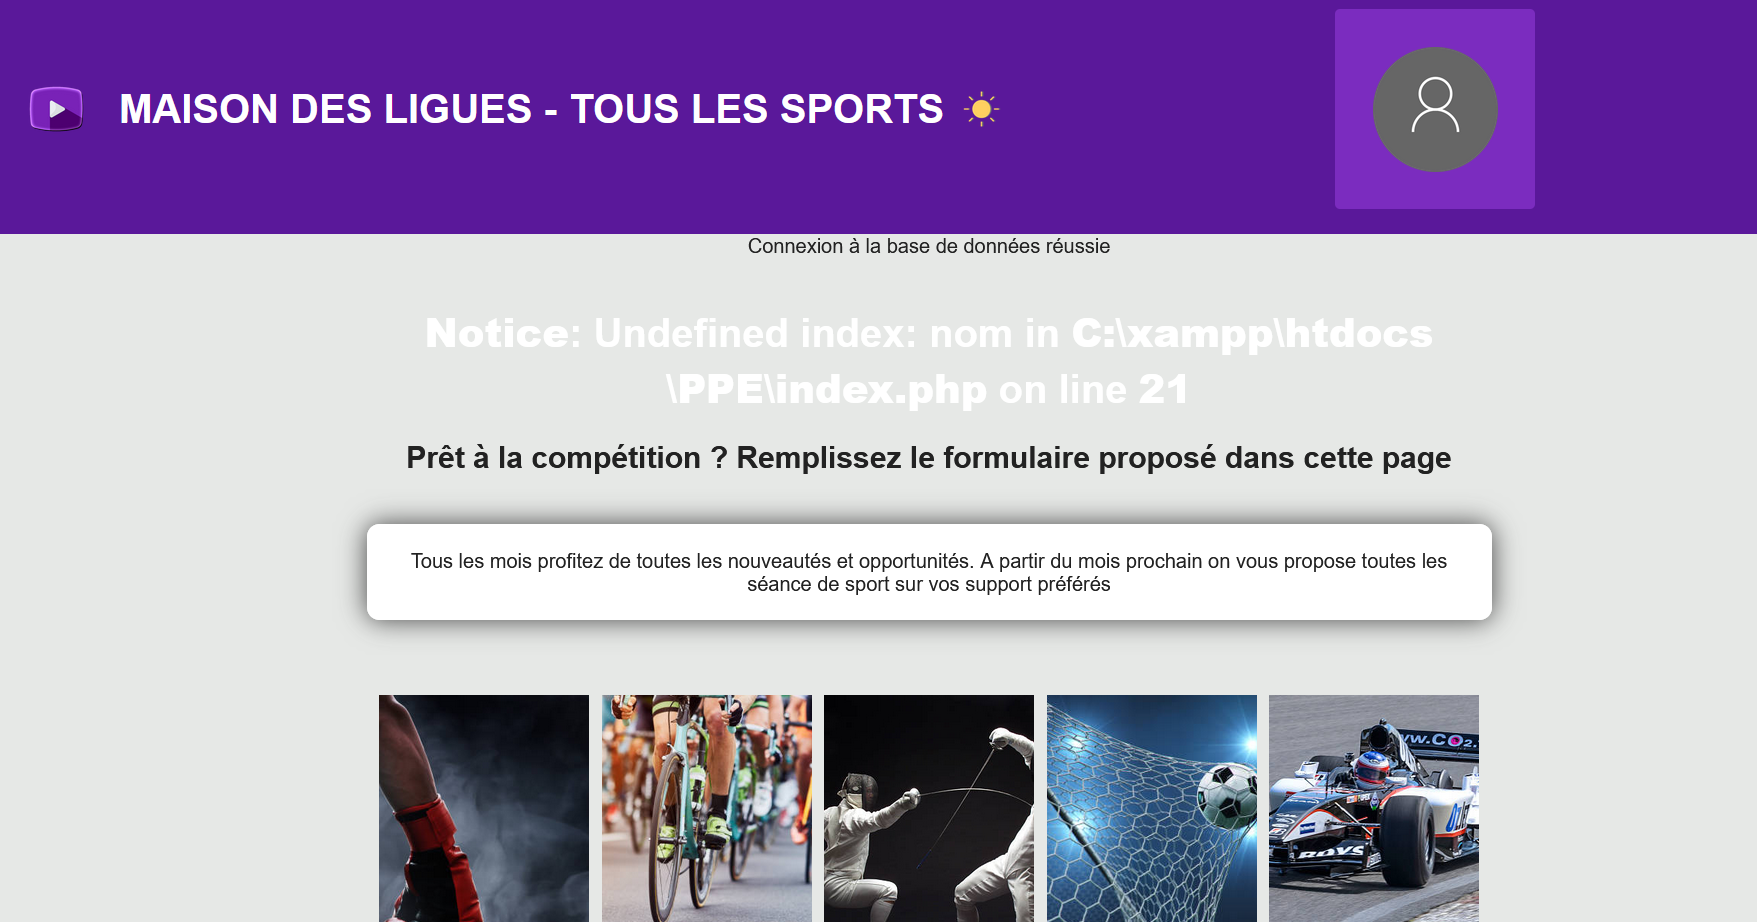 MAISON DES LIGUES - TOUS LES SPORTS
Connexion à la base de données réussie
Notice: Undefined index: nom in C:\xampp\htdocs
\PPE\index.php on line 21
Prêt à la compétition ? Remplissez le formulaire proposé dans cette page
Tous les mois profitez de toutes les nouveautés et opportunités. A partir du mois prochain on vous propose toutes les
séance de sport sur vos support préférés